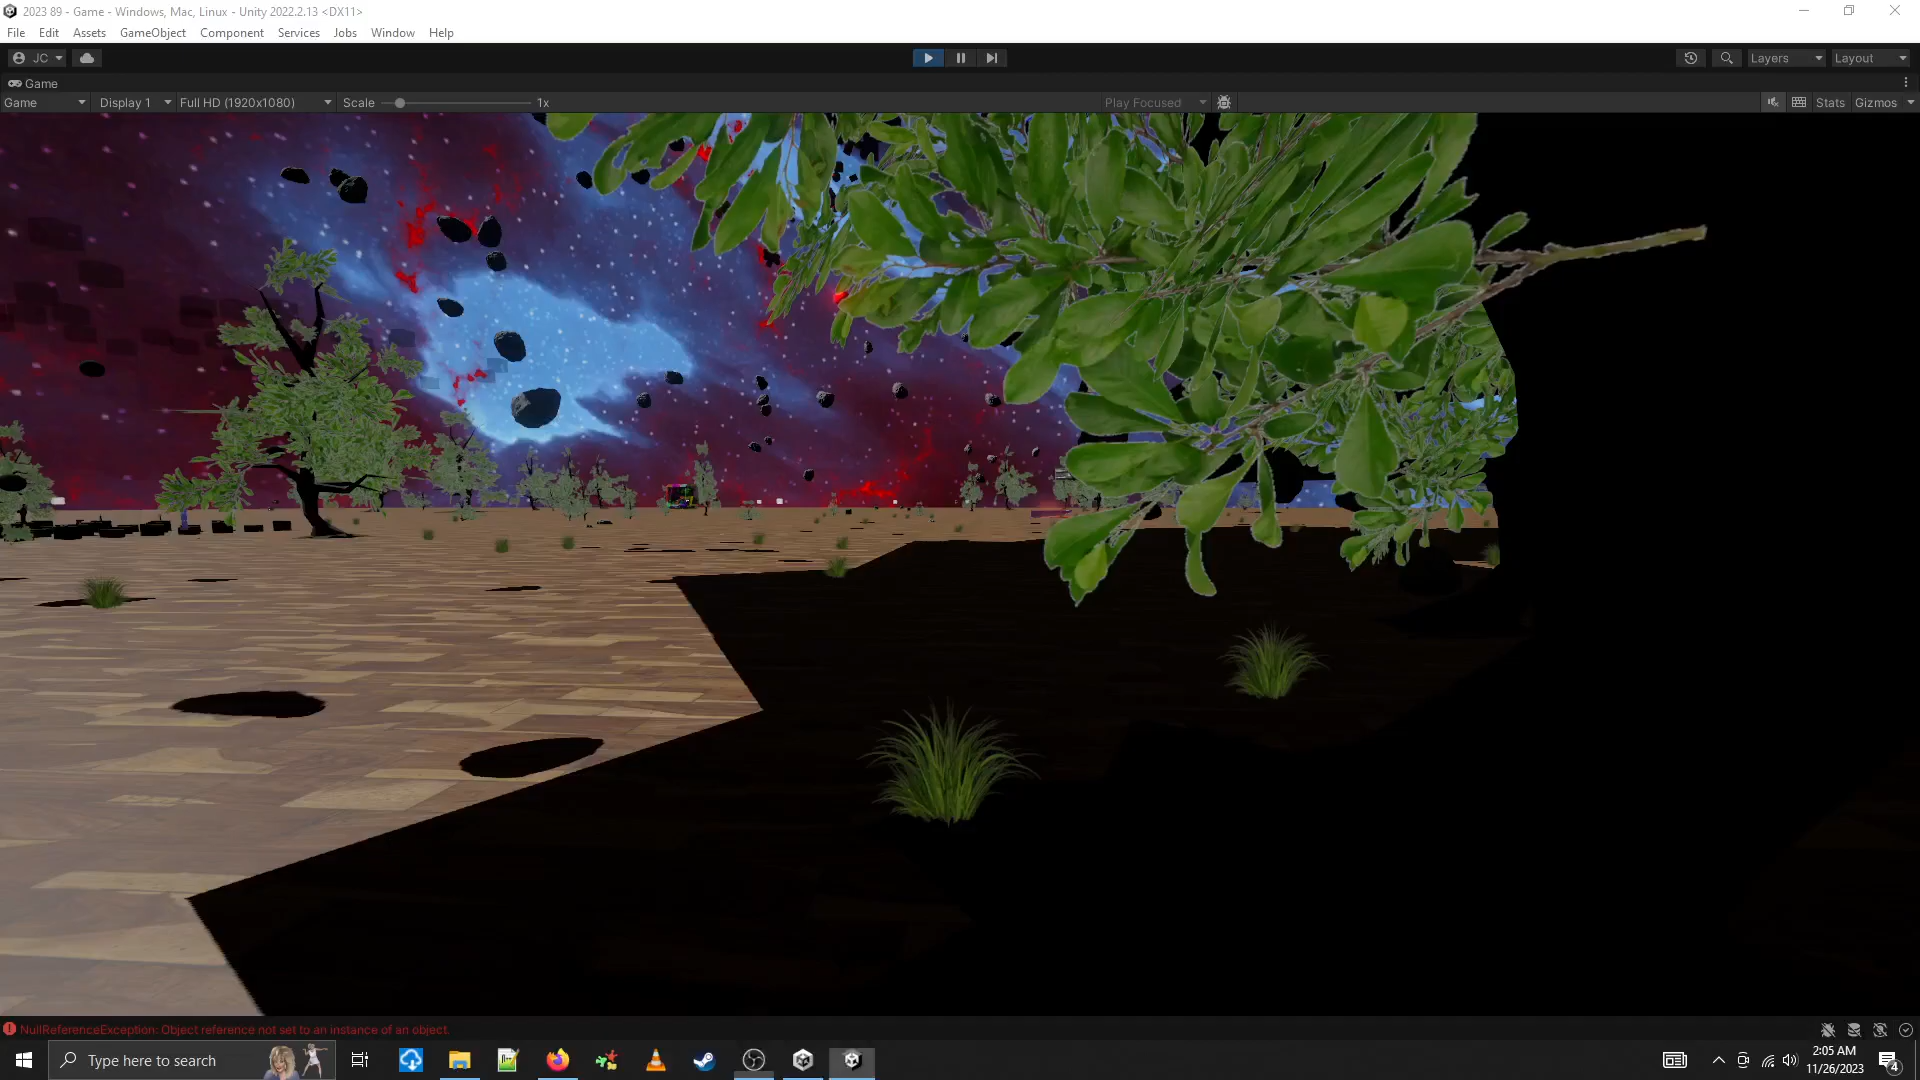 2023 89 - Game - Windows, Mac, Linux - Unity 2022.2.13 <DX11>
File Edit Assets GameObject Component Services Jobs Window Help
JC Layers Layout
Game
Game Display 1 Full HD (1920x1080) Scale 1x Play Focused Stats Gizmos
NullReferenceException: Object reference not set to an instance of an object.
Type here to search
2:05 AM
11/26/2023
4